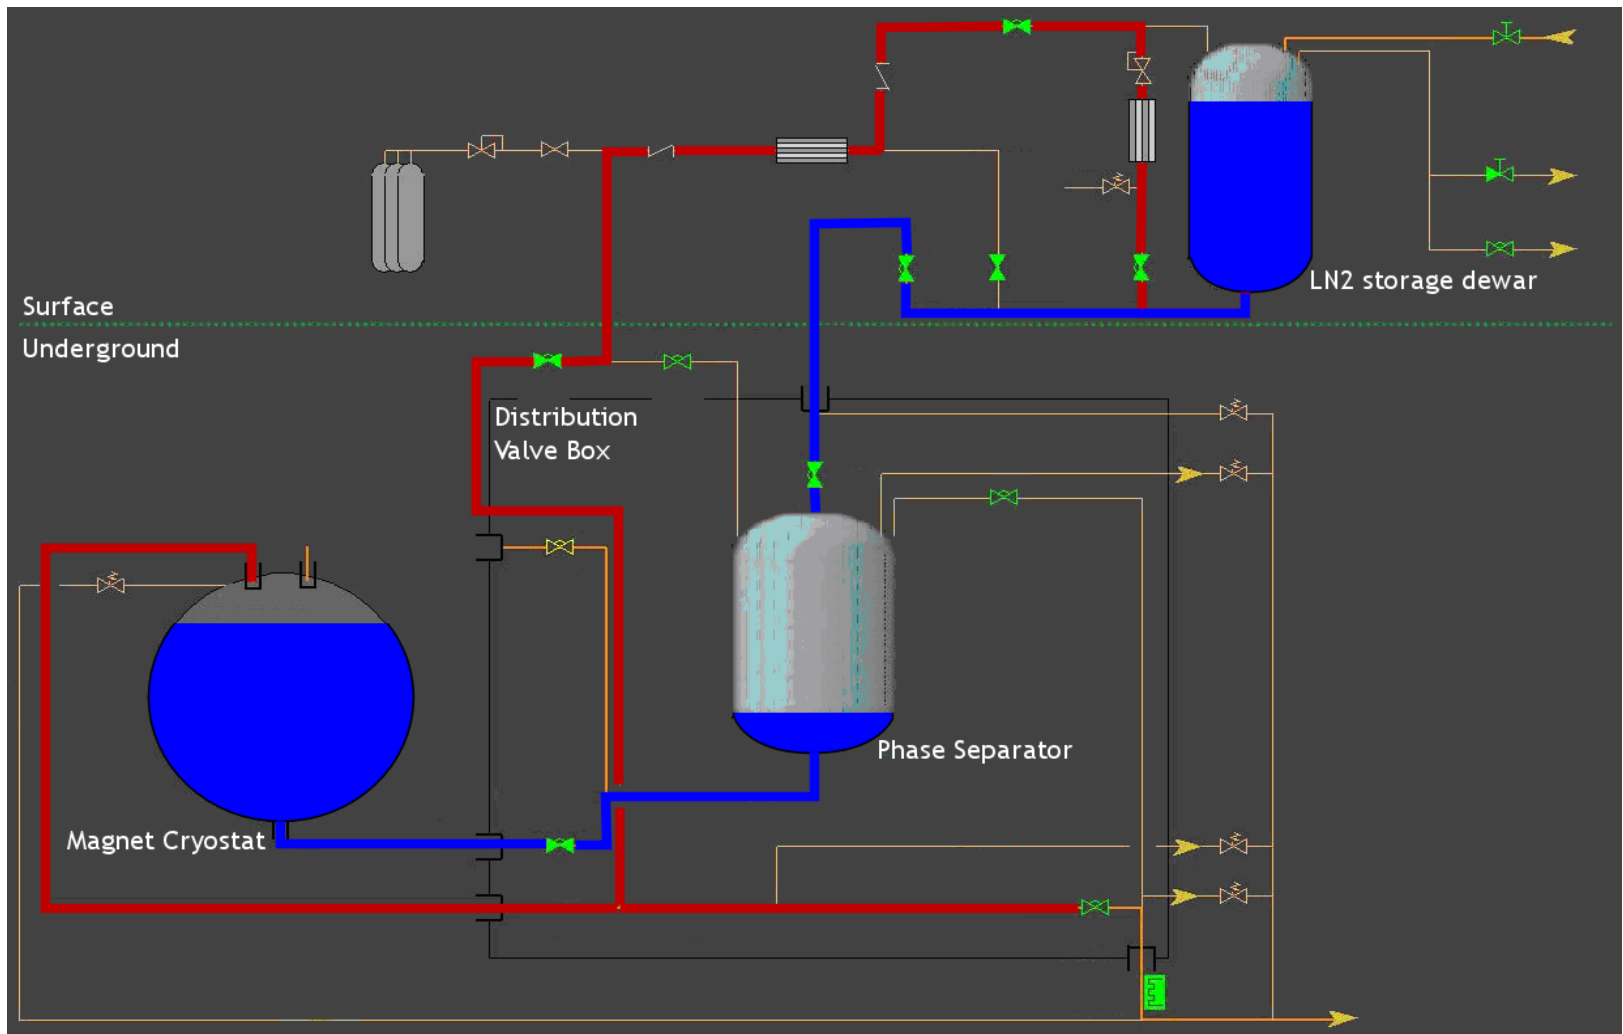 LN2 storage dewar
Surface
Underground
Distribution
Valve Box
Phase Separator
Magnet Cryostat